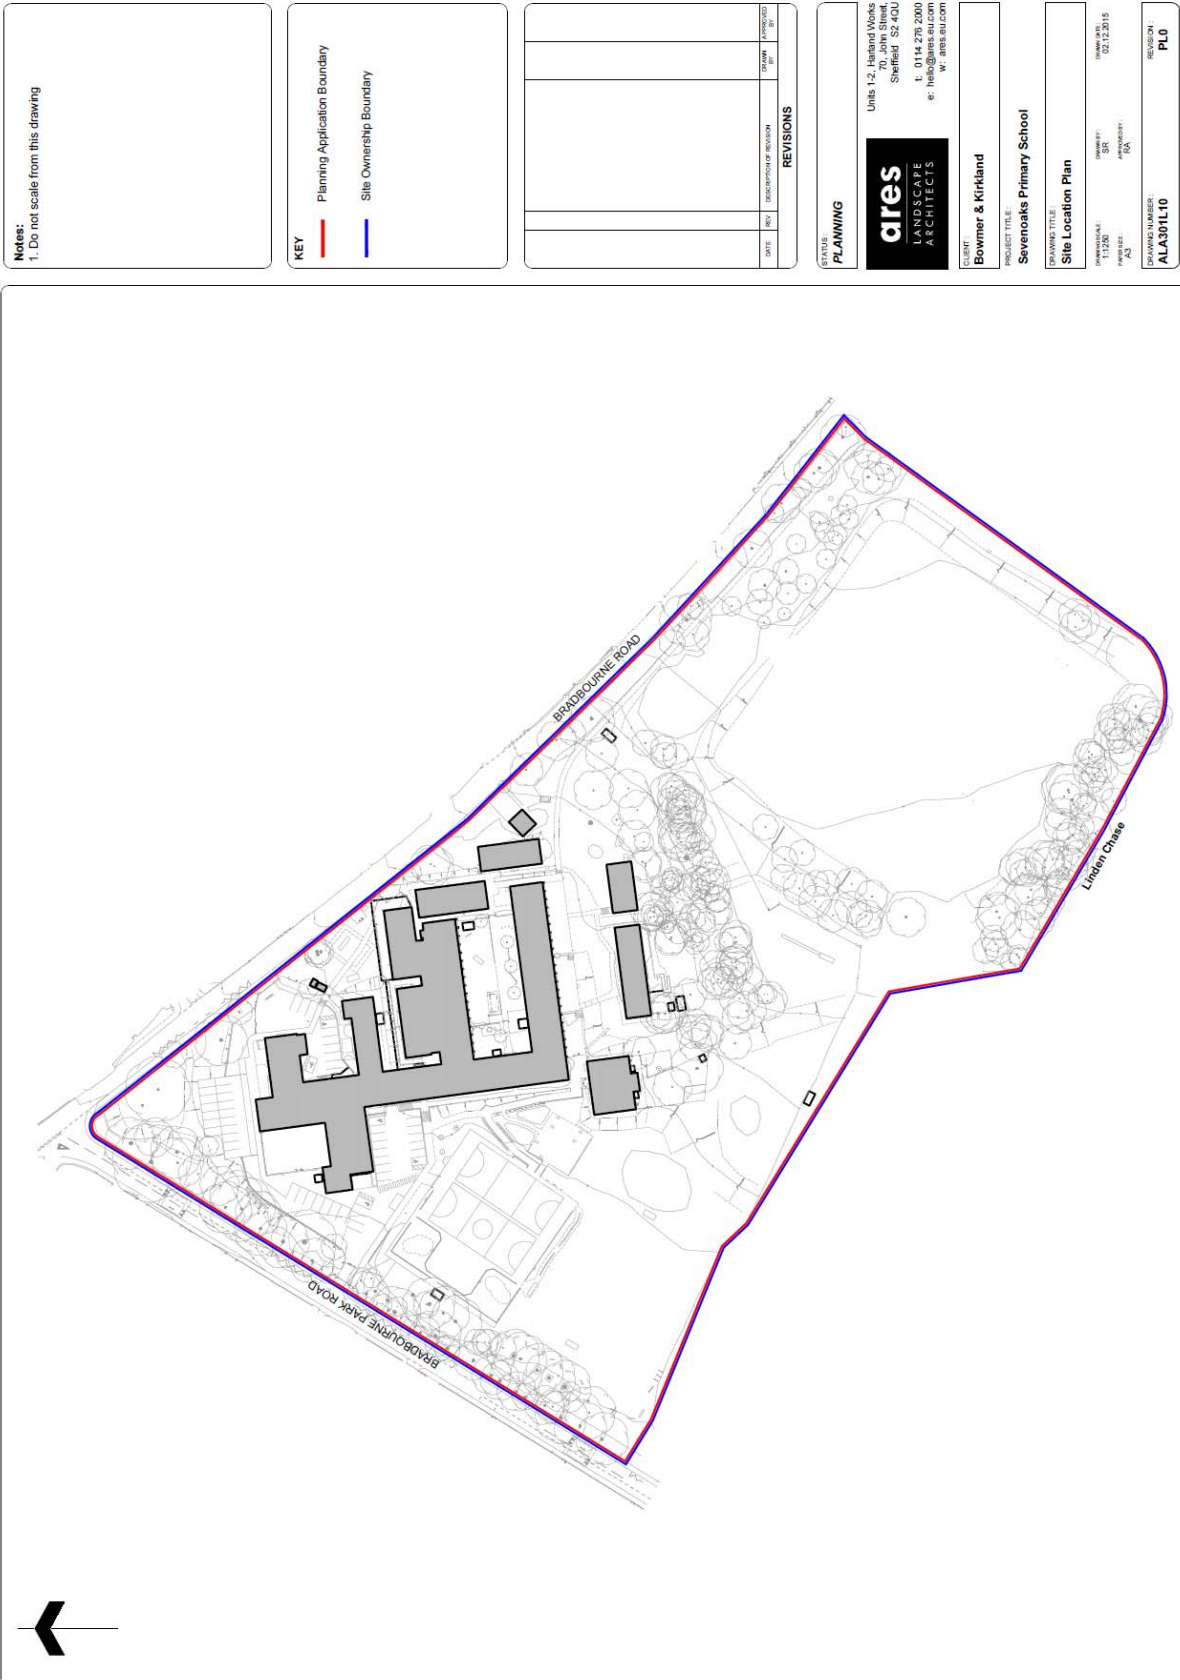 Notes:
1. Do not scale from this drawing
KEY
Planning Application Boundary
Site Ownership Boundary
DATE REV DESCRIPTION OF REVISION DRAWN BY APPROVED BY
REVISIONS
STATUS :
PLANNING
ares
LANDSCAPE
ARCHITECTS
Units 1-2, Harland Works
70, John Street,
Sheffield S2 4QU
t: 0114 276 2000
e: hello@ares.eu.com
w: ares.eu.com
CLIENT :
Bowmer & Kirkland
PROJECT TITLE :
Sevenoaks Primary School
DRAWING TITLE :
Site Location Plan
DRAWING SCALE :
1:1250
DRAWN BY :
SR
DRAWN DATE :
02.12.2015
PAPER SIZE :
A3
APPROVED BY :
RA
DRAWING NUMBER :
ALA301L10
REVISION :
PL0
BRADBOURNE ROAD
BRADBOURNE PARK ROAD
Linden Chase